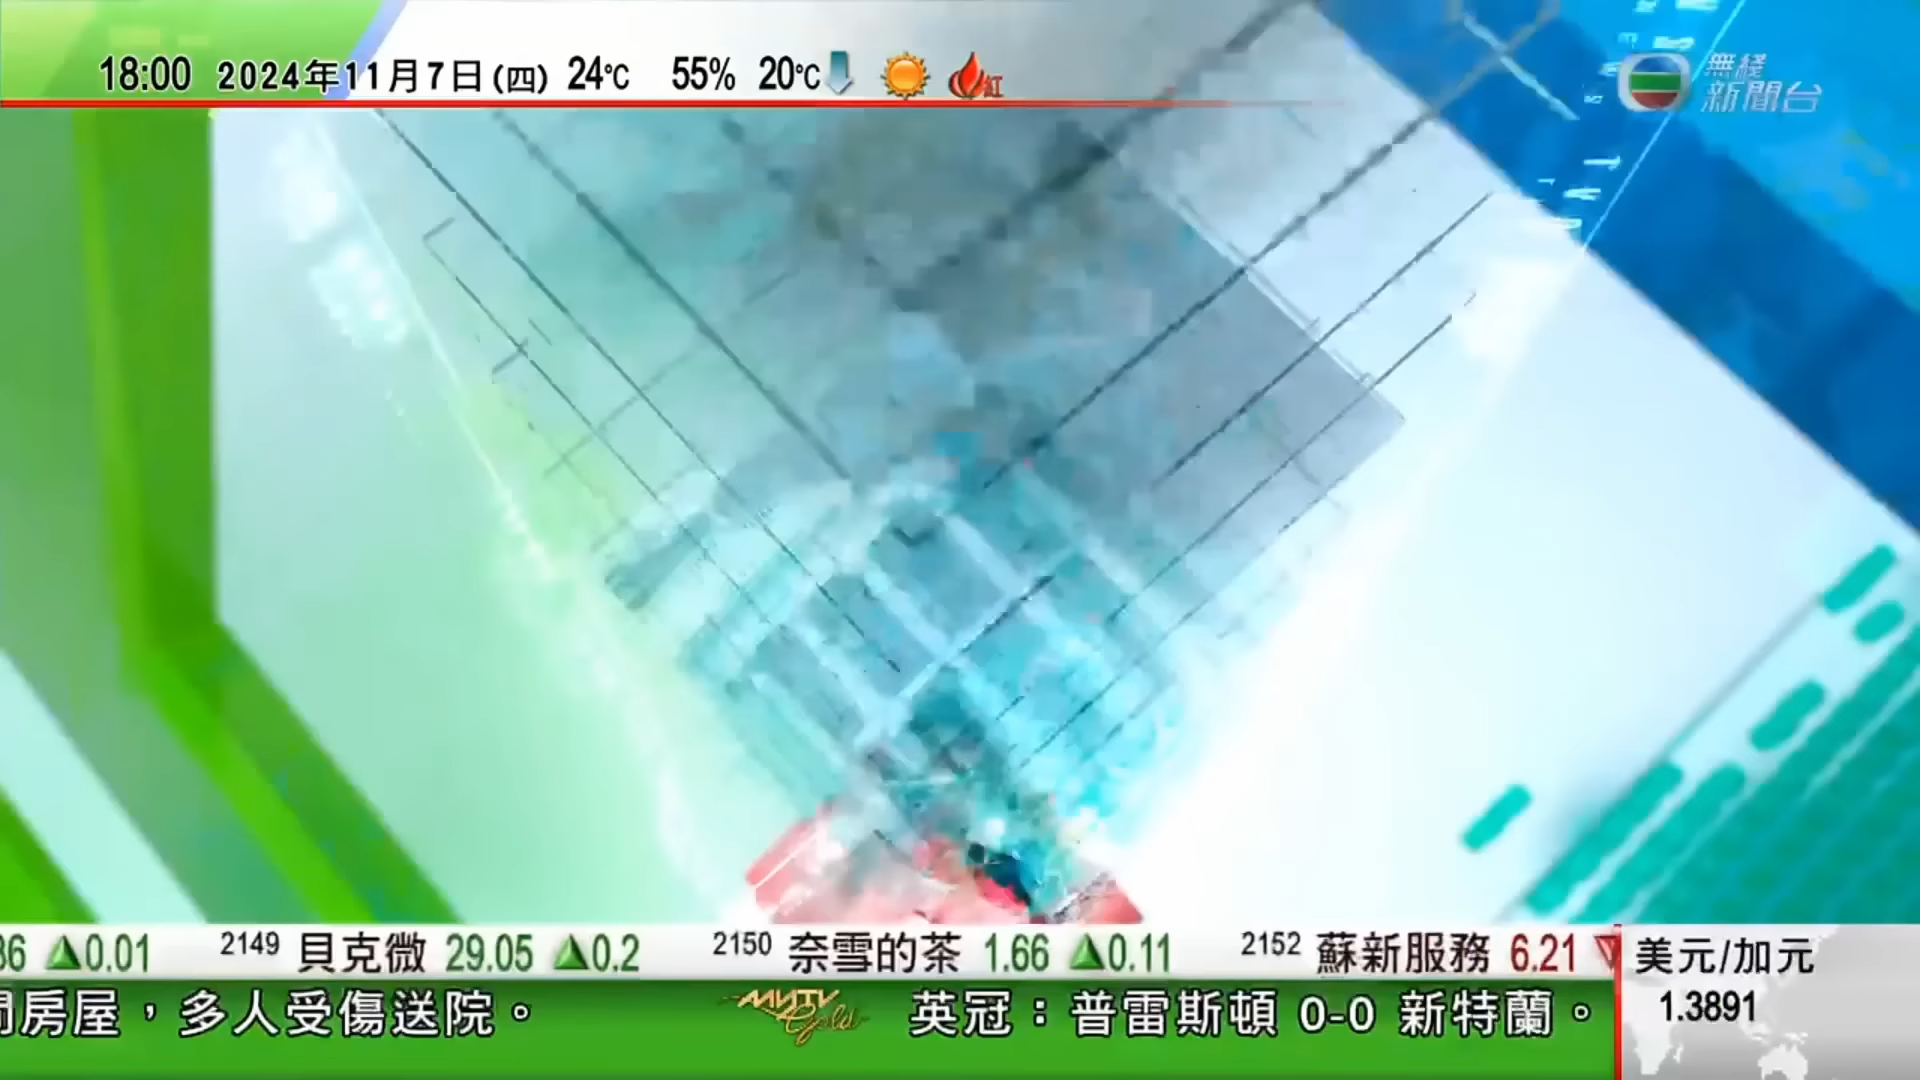 18:00 2024年11月7日(四) 24℃ 55% 20℃ 紅
無綫
新聞台
36 ▲0.01 2149 貝克微 29.05 ▲0.2 2150 奈雪的茶 1.66 ▲0.11 2152 蘇新服務 6.21
美元/加元
1.3891
房屋，多人受傷送院。 myTV Gold 英冠：普雷斯頓 0-0 新特蘭。